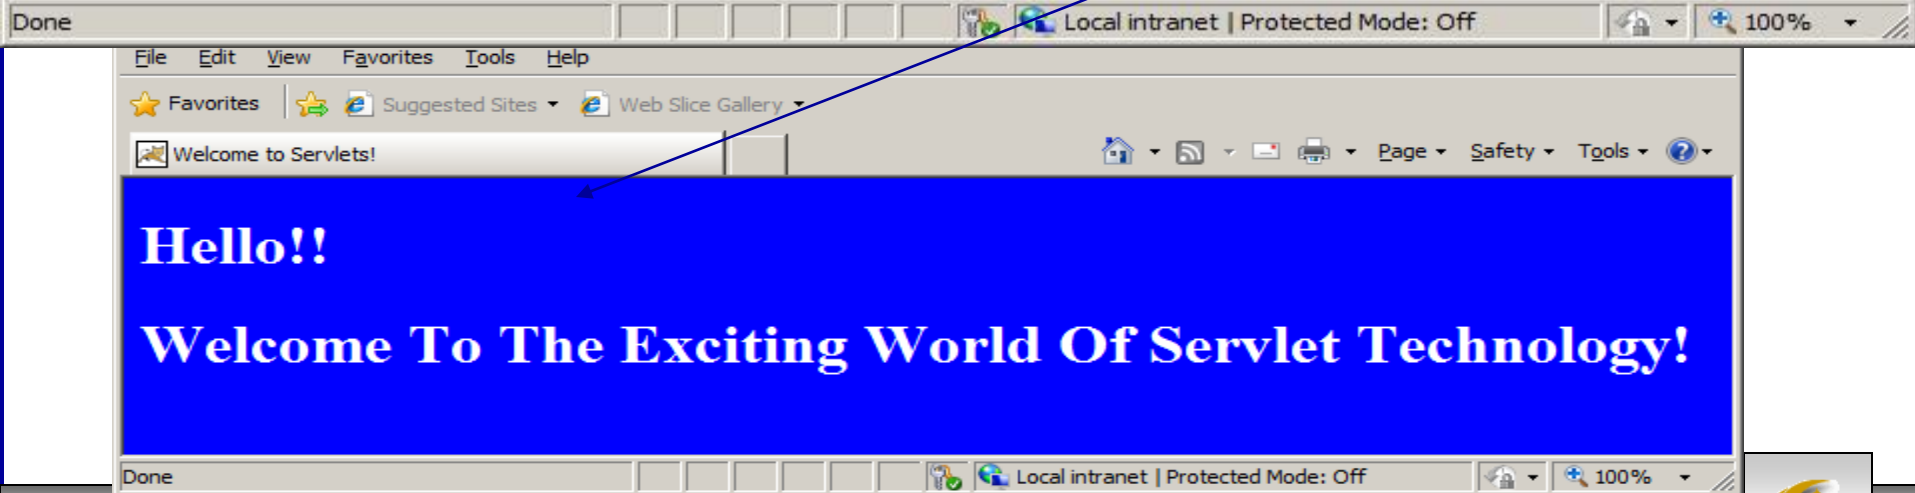 Done Local intranet | Protected Mode: Off 100%
File Edit View Favorites Tools Help
Favorites Suggested Sites Web Slice Gallery
Welcome to Servlets! Page Safety Tools
Hello!!
Welcome To The Exciting World Of Servlet Technology!
Done Local intranet | Protected Mode: Off 100%